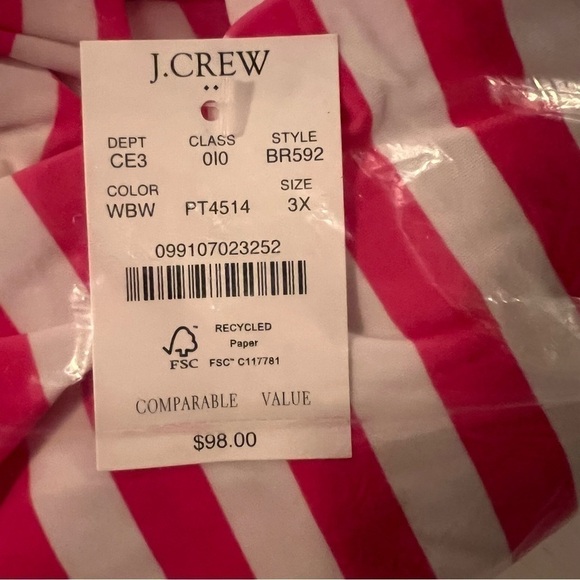 J.CREW
DEPT CLASS STYLE
CE3 010 BR592
COLOR SIZE
WBW PT4514 3X
099107023252
FSC™
RECYCLED
Paper
FSC™ C117781
COMPARABLE VALUE
$98.00